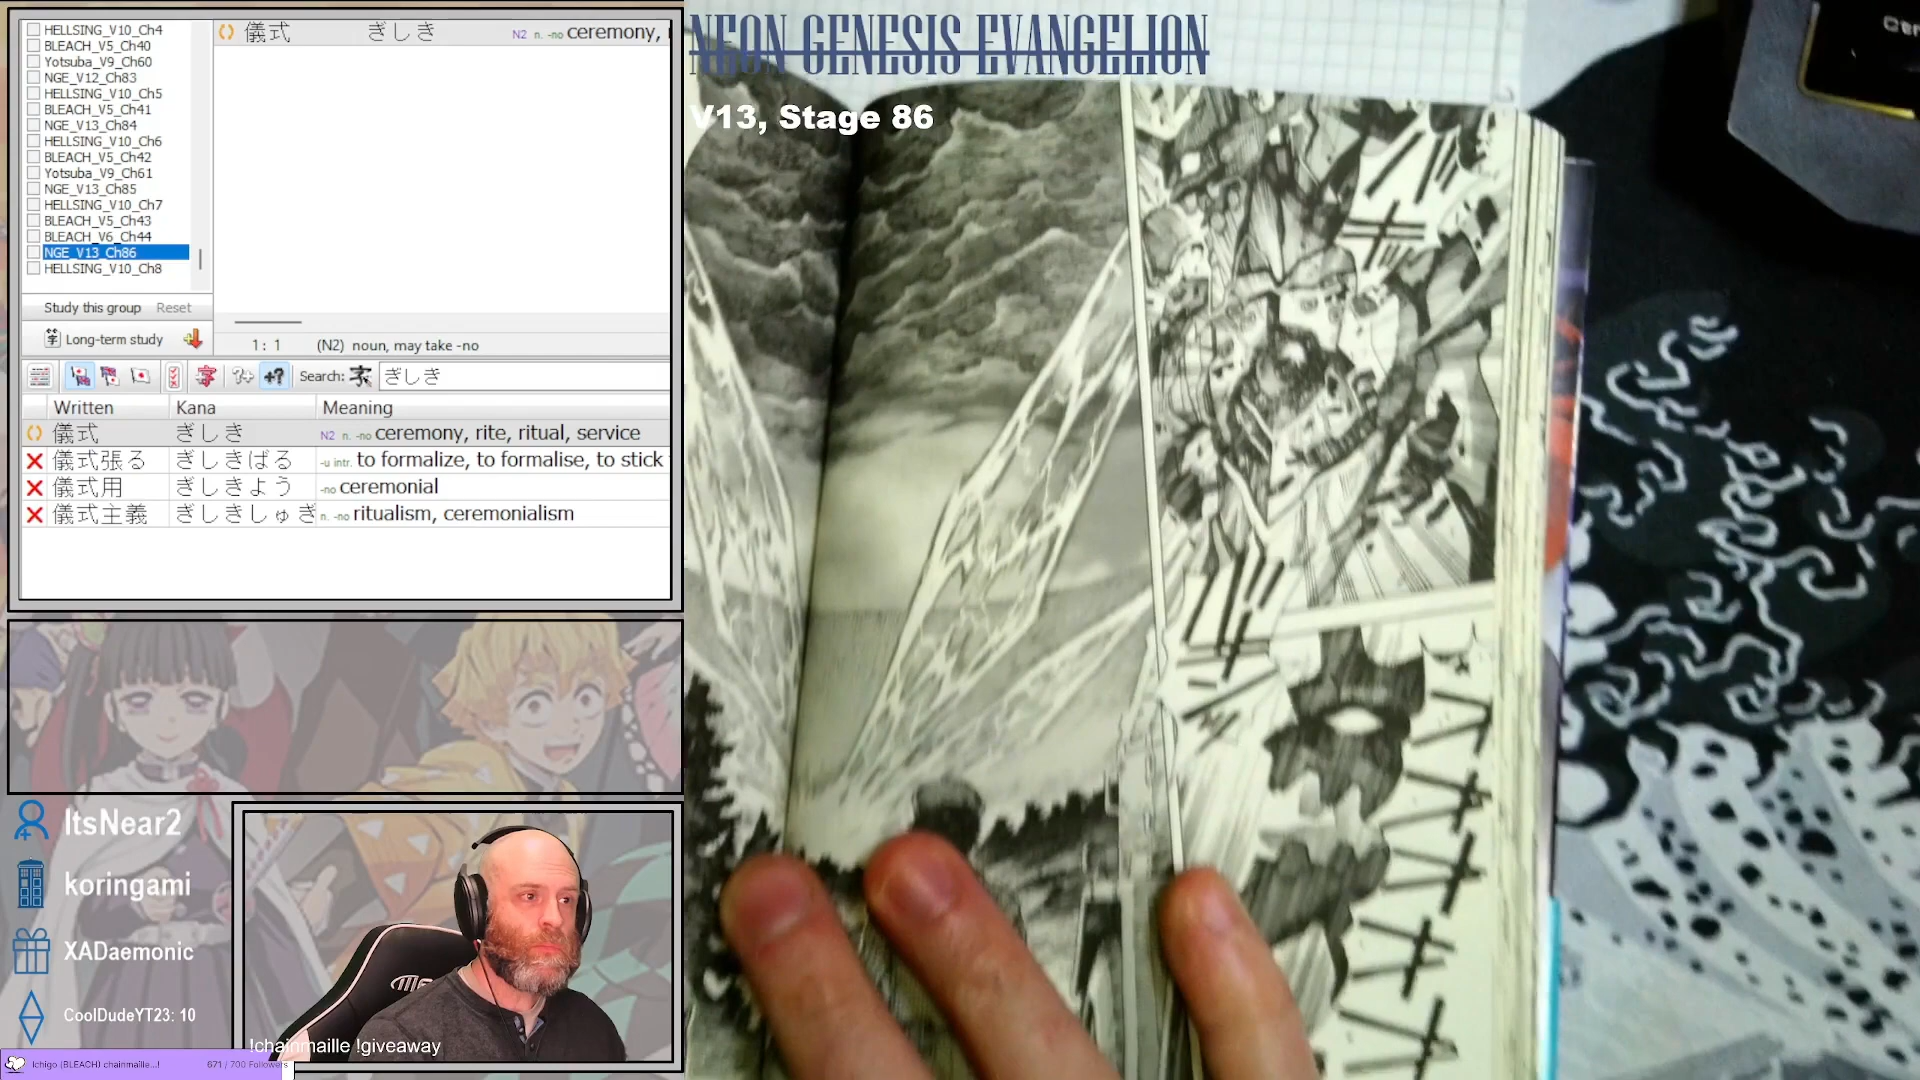 HELLSING_V10_Ch4
BLEACH_V5_Ch40
Yotsuba_V9_Ch60
NGE_V12_Ch83
HELLSING_V10_Ch5
BLEACH_V5_Ch41
NGE_V13_Ch84
HELLSING_V10_Ch6
BLEACH_V5_Ch42
Yotsuba_V9_Ch61
NGE_V13_Ch85
HELLSING_V10_Ch7
BLEACH_V5_Ch43
BLEACH_V6_Ch44
NGE_V13_Ch86
HELLSING_V10_Ch8
Study this group Reset
Long-term study
儀式 ぎしき N2 n. -no ceremony,
1: 1 (N2) noun, may take -no
Search: ぎしき
Written Kana Meaning
儀式 ぎしき N2 n. -no ceremony, rite, ritual, service
儀式張る ぎしきばる -u intr. to formalize, to formalise, to stick
儀式用 ぎしきよう -no ceremonial
儀式主義 ぎしきしゅぎ n. -no ritualism, ceremonialism
ItsNear2
koringami
XADaemonic
CoolDudeYT23: 10
!chainmaille !giveaway
Ichigo (BLEACH) chainmaille...! 671 / 700 Followers
NEON GENESIS EVANGELION
V13, Stage 86